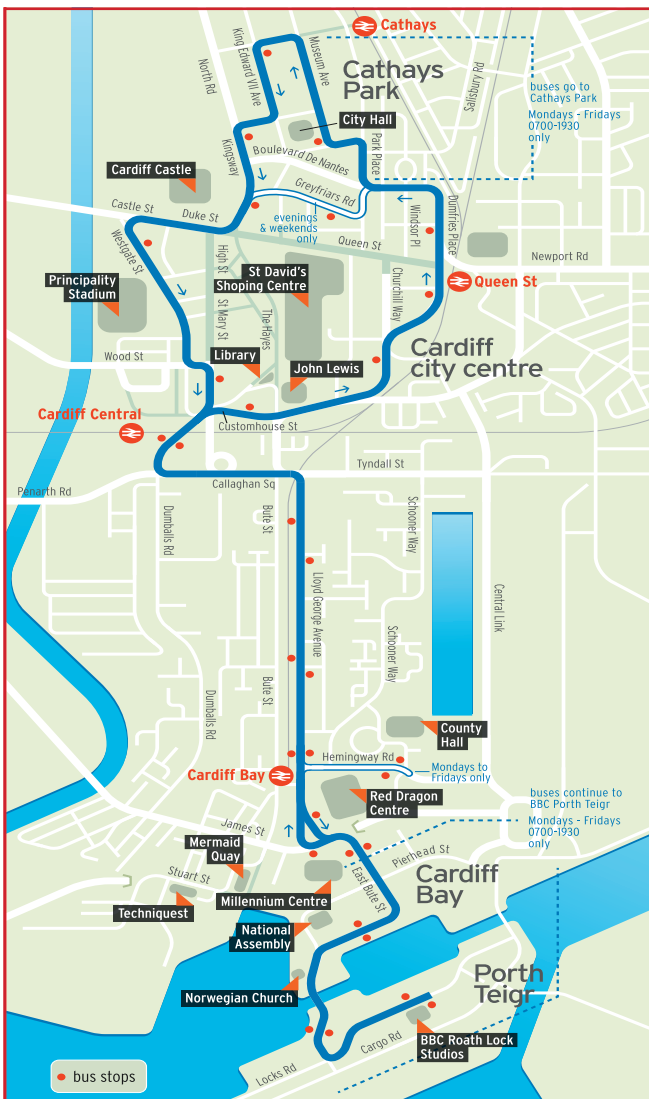 Cathays
King Edward VII Ave
Museum Ave
North Rd
Salisbury Rd
Cathays
Park
buses go to
Cathays Park
Mondays - Fridays
0700-1930
only
City Hall
Park Place
Kingsway
Boulevard De Nantes
Cardiff Castle
Greyfriars Rd
Castle St
Duke St
evenings
& weekends
only
Windsor Pl
Dumfries Place
Westgate St
High St
Queen St
Newport Rd
Principality
Stadium
St David's
Shoping Centre
Churchill Way
Queen St
St Mary St
The Hayes
Wood St
Library
John Lewis
Cardiff
city centre
Cardiff Central
Customhouse St
Tyndall St
Penarth Rd
Callaghan Sq
Dumballs Rd
Bute St
Schooner Way
Lloyd George Avenue
Central Link
Schooner Way
Dumballs Rd
Bute St
County
Hall
Hemingway Rd
Cardiff Bay
Mondays to
Fridays only
Red Dragon
Centre
buses continue to
BBC Porth Teigr
Mondays - Fridays
0700-1930
only
James St
Mermaid
Quay
Pierhead St
Stuart St
East Bute St
Cardiff
Bay
Millennium Centre
Techniquest
National
Assembly
Porth
Teigr
Norwegian Church
Cargo Rd
BBC Roath Lock
Studios
Locks Rd
bus stops